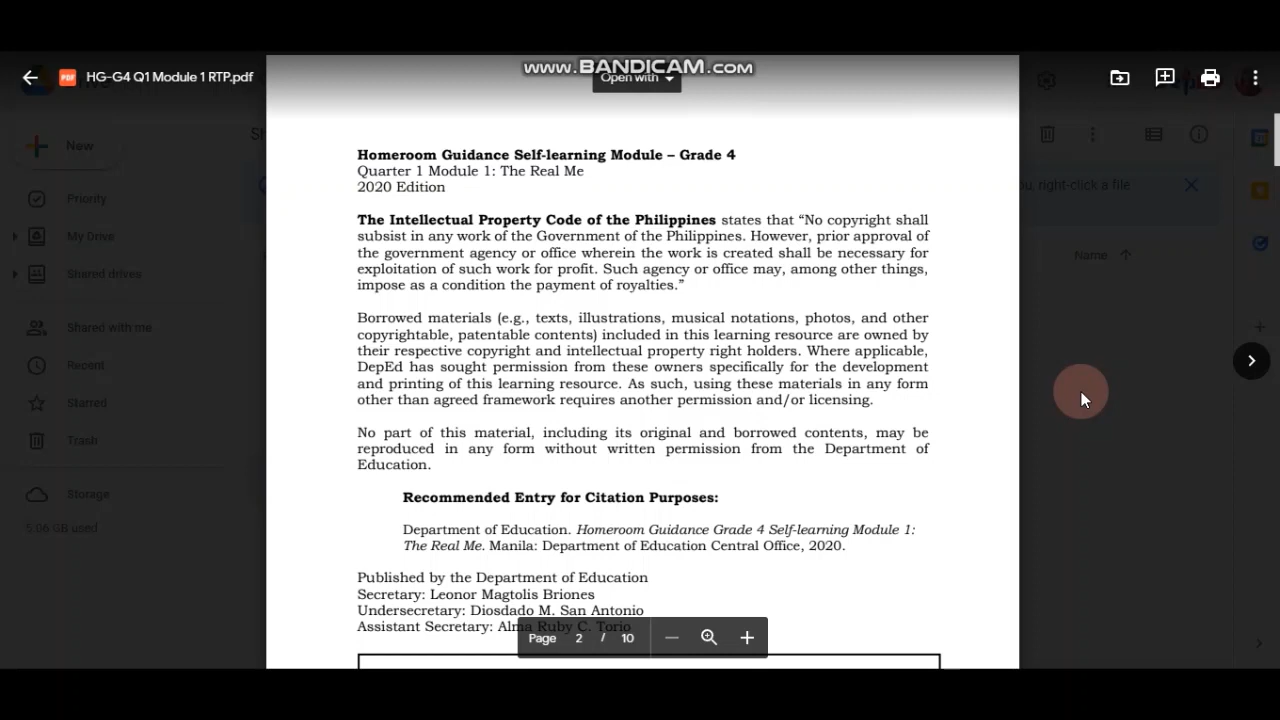 www.BANDICAM.com
HG-G4 Q1 Module 1 RTP.pdf
Open with
New
Priority
My Drive
Shared drives
Shared with me
Recent
Starred
Trash
Storage
5.06 GB used
right-click a file
Name
Homeroom Guidance Self-learning Module – Grade 4
Quarter 1 Module 1: The Real Me
2020 Edition
The Intellectual Property Code of the Philippines states that “No copyright shall
subsist in any work of the Government of the Philippines. However, prior approval of
the government agency or office wherein the work is created shall be necessary for
exploitation of such work for profit. Such agency or office may, among other things,
impose as a condition the payment of royalties.”
Borrowed materials (e.g., texts, illustrations, musical notations, photos, and other
copyrightable, patentable contents) included in this learning resource are owned by
their respective copyright and intellectual property right holders. Where applicable,
DepEd has sought permission from these owners specifically for the development
and printing of this learning resource. As such, using these materials in any form
other than agreed framework requires another permission and/or licensing.
No part of this material, including its original and borrowed contents, may be
reproduced in any form without written permission from the Department of
Education.
Recommended Entry for Citation Purposes:
Department of Education. Homeroom Guidance Grade 4 Self-learning Module 1:
The Real Me. Manila: Department of Education Central Office, 2020.
Published by the Department of Education
Secretary: Leonor Magtolis Briones
Undersecretary: Diosdado M. San Antonio
Assistant Secretary: Alma Ruby C. Torio
Page 2 / 10